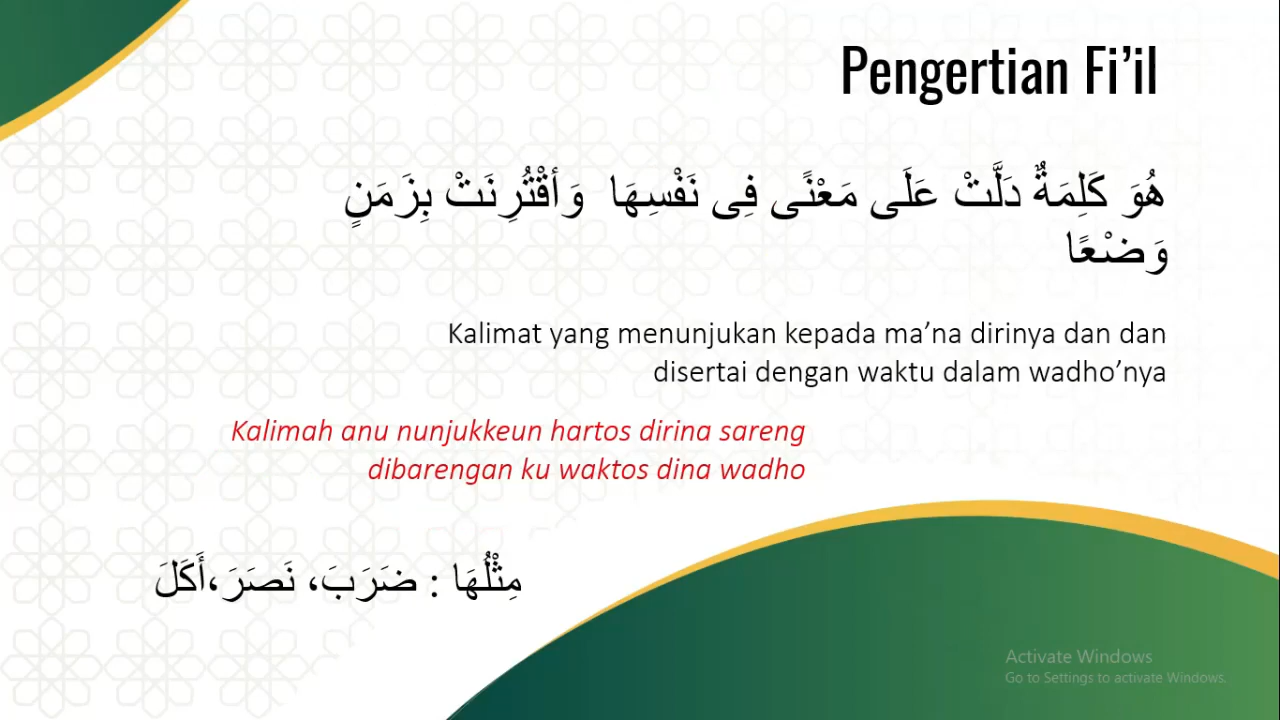 Pengertian Fi’il
هُوَ كَلِمَةٌ دَلَّتْ عَلَى مَعْنًى فِى نَفْسِهَا وَأقْتُرِنَتْ بِزَمَنٍ
وَضْعًا
Kalimat yang menunjukan kepada ma’na dirinya dan dan
disertai dengan waktu dalam wadho’nya
Kalimah anu nunjukkeun hartos dirina sareng
dibarengan ku waktos dina wadho
مِثْلُهَا : ضَرَبَ، نَصَرَ،أَكَلَ
Activate Windows
Go to Settings to activate Windows.